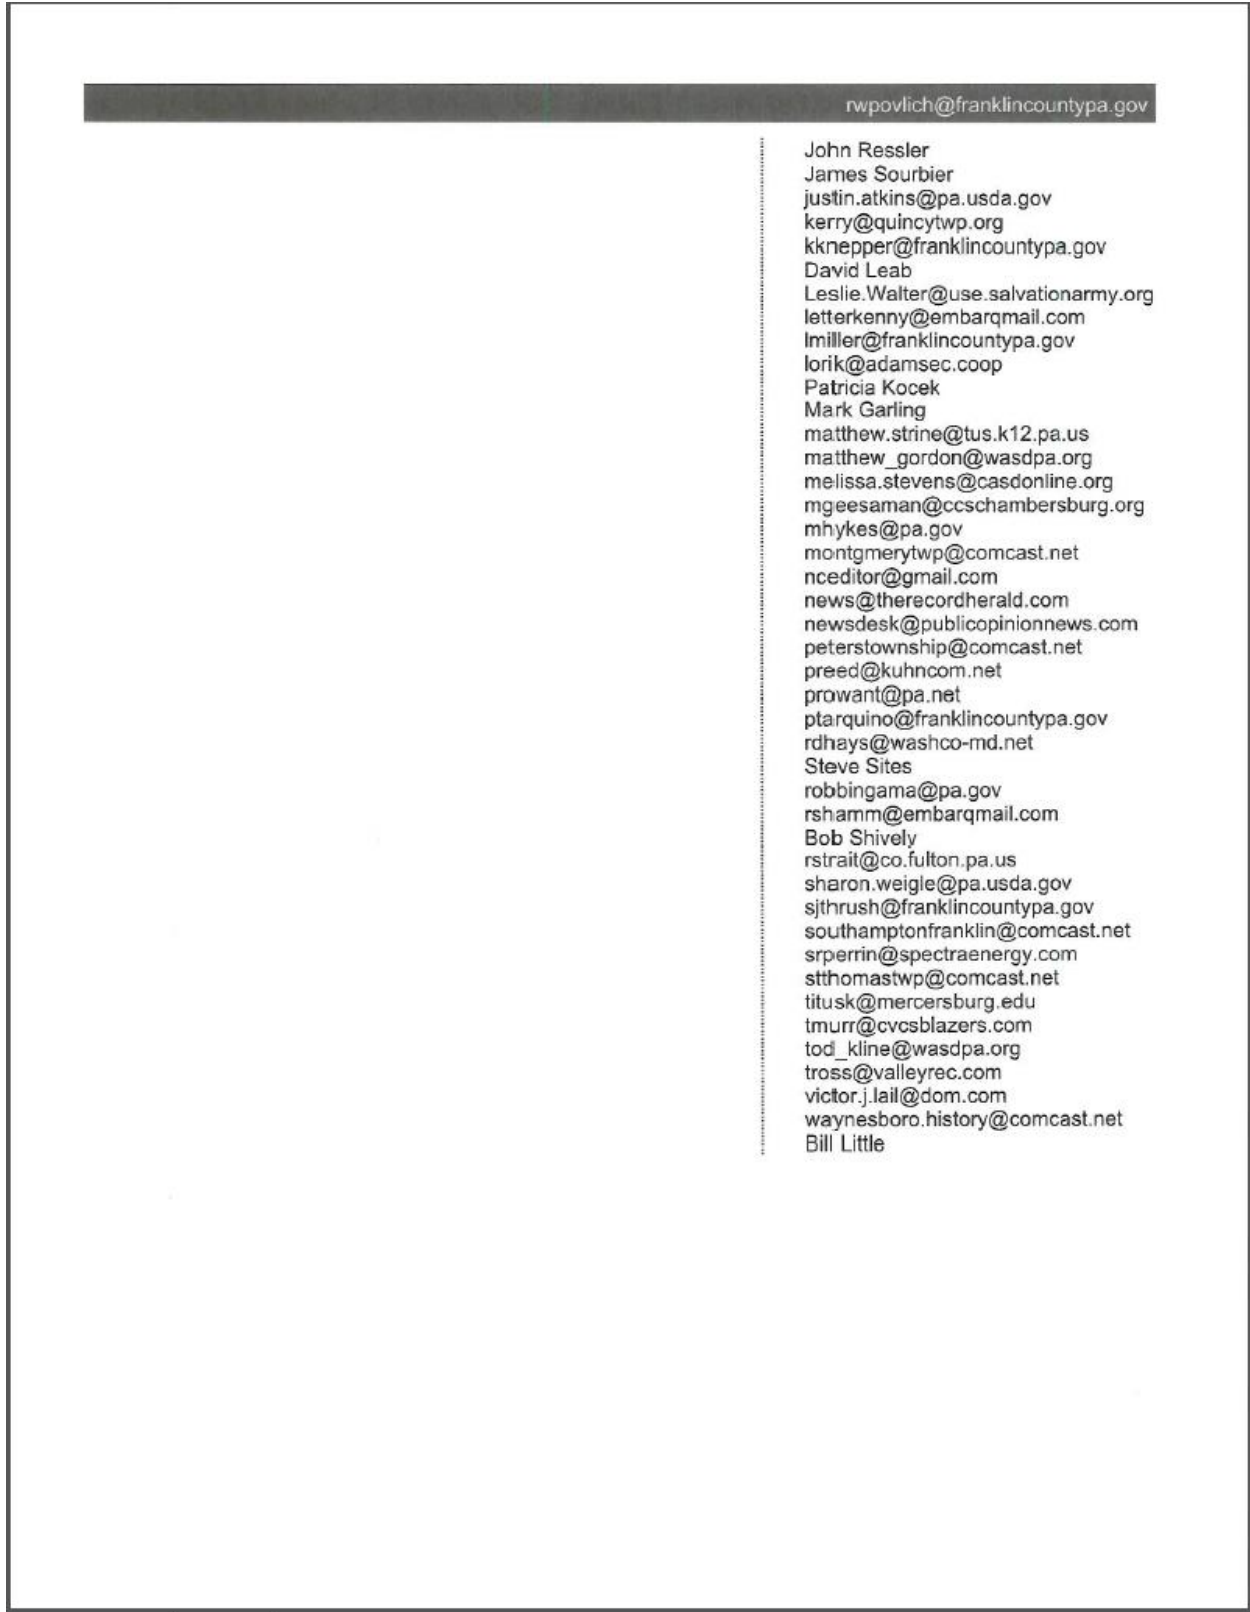 rwpovlich@franklincountypa.gov
John Ressler
James Sourbier
justin.atkins@pa.usda.gov
kerry@quincytwp.org
kknepper@franklincountypa.gov
David Leab
Leslie.Walter@use.salvationarmy.org
letterkenny@embarqmail.com
lmiller@franklincountypa.gov
lorik@adamsec.coop
Patricia Kocek
Mark Garling
matthew.strine@tus.k12.pa.us
matthew_gordon@wasdpa.org
melissa.stevens@casdonline.org
mgeesaman@ccschambersburg.org
mhykes@pa.gov
montgmerytwp@comcast.net
nceditor@gmail.com
news@therecordherald.com
newsdesk@publicopinionnews.com
peterstownship@comcast.net
preed@kuhncom.net
prowant@pa.net
ptarquino@franklincountypa.gov
rdhays@washco-md.net
Steve Sites
robbingama@pa.gov
rshamm@embarqmail.com
Bob Shively
rstrait@co.fulton.pa.us
sharon.weigle@pa.usda.gov
sjthrush@franklincountypa.gov
southamptonfranklin@comcast.net
srperrin@spectraenergy.com
stthomastwp@comcast.net
titusk@mercersburg.edu
tmurr@cvcsblazers.com
tod_kline@wasdpa.org
tross@valleyrec.com
victor.j.lail@dom.com
waynesboro.history@comcast.net
Bill Little